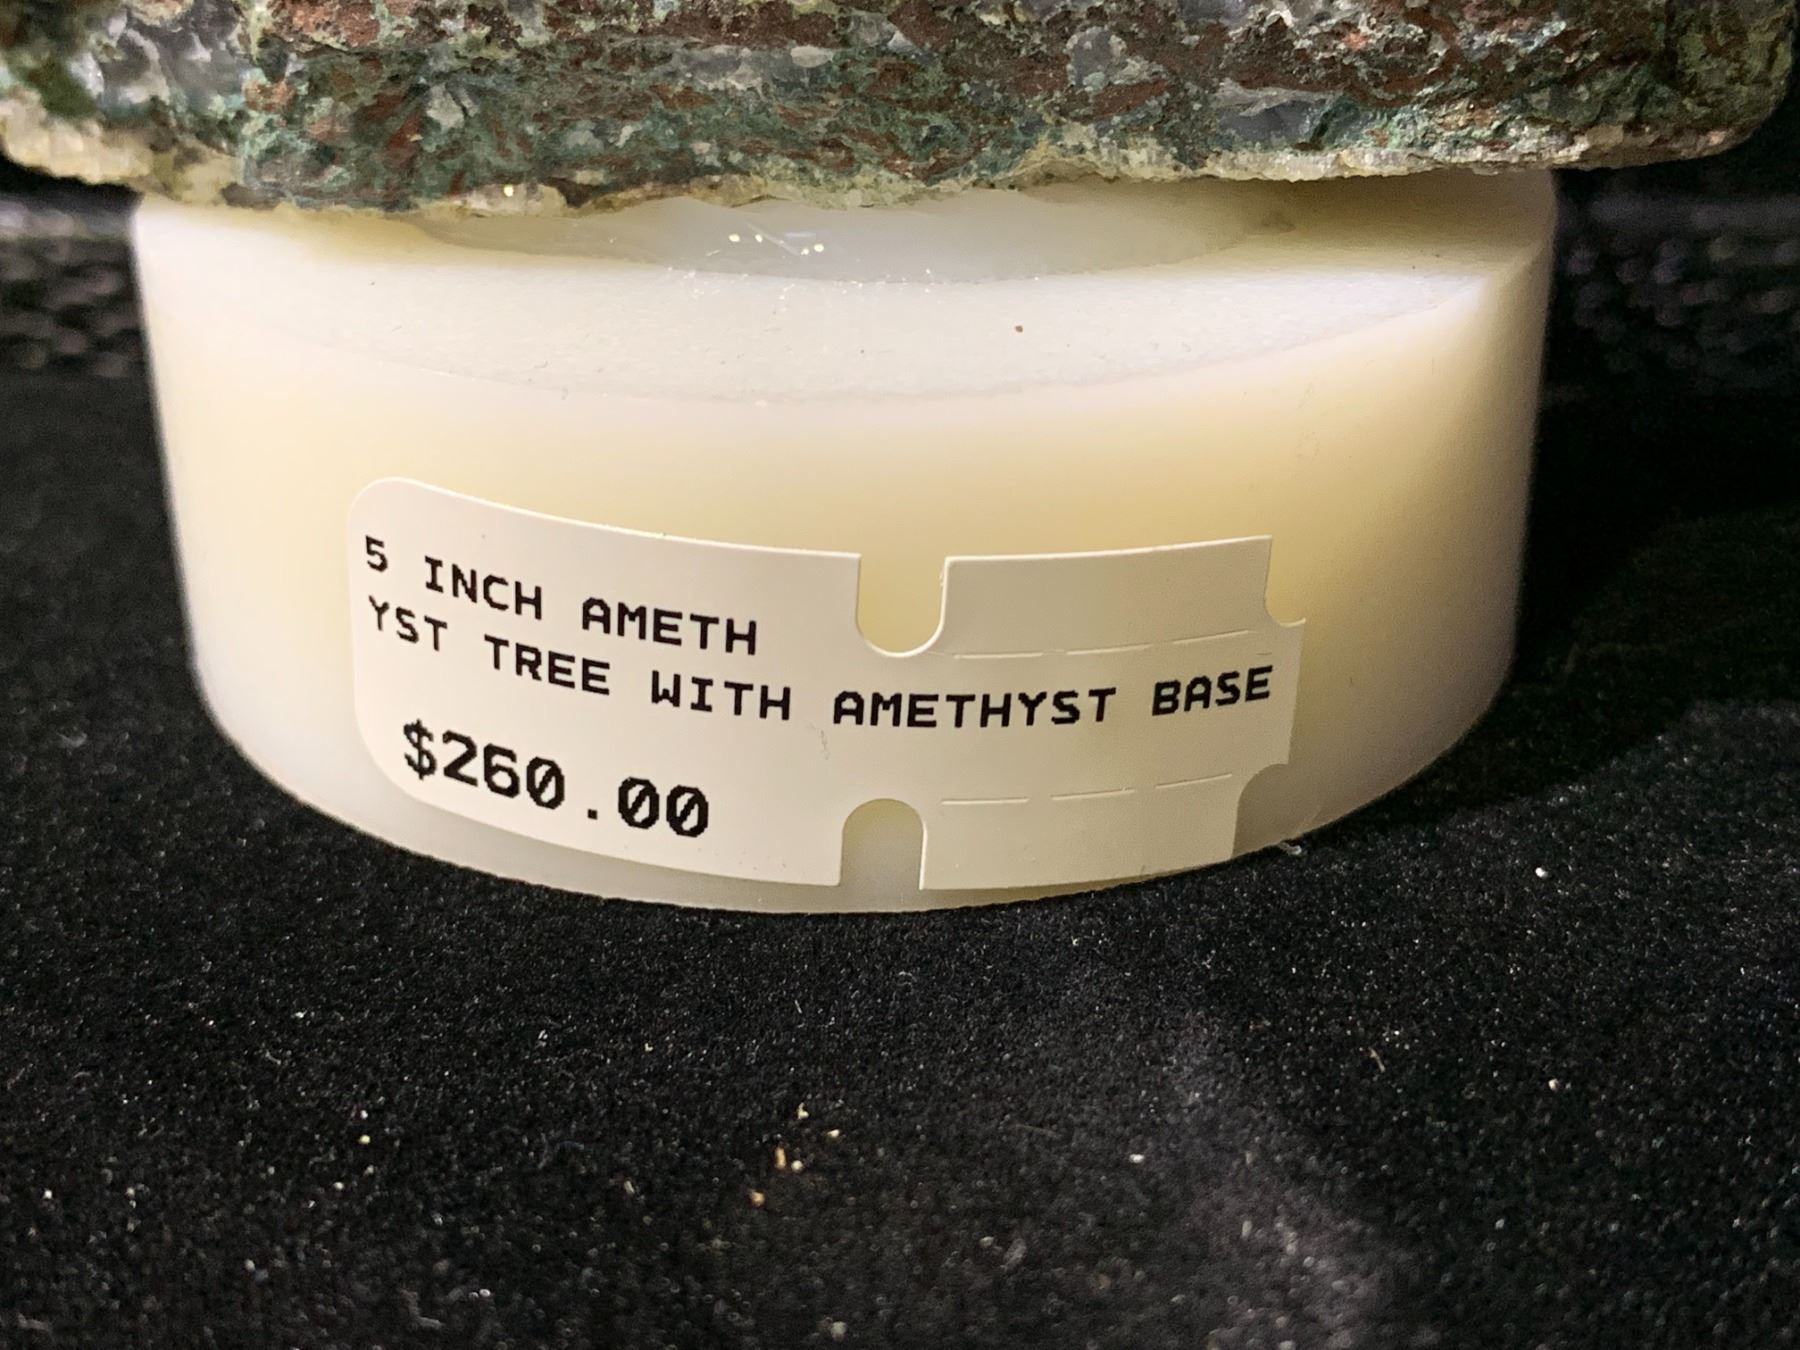 5 INCH AMETH
YST TREE WITH AMETHYST BASE
$260.00